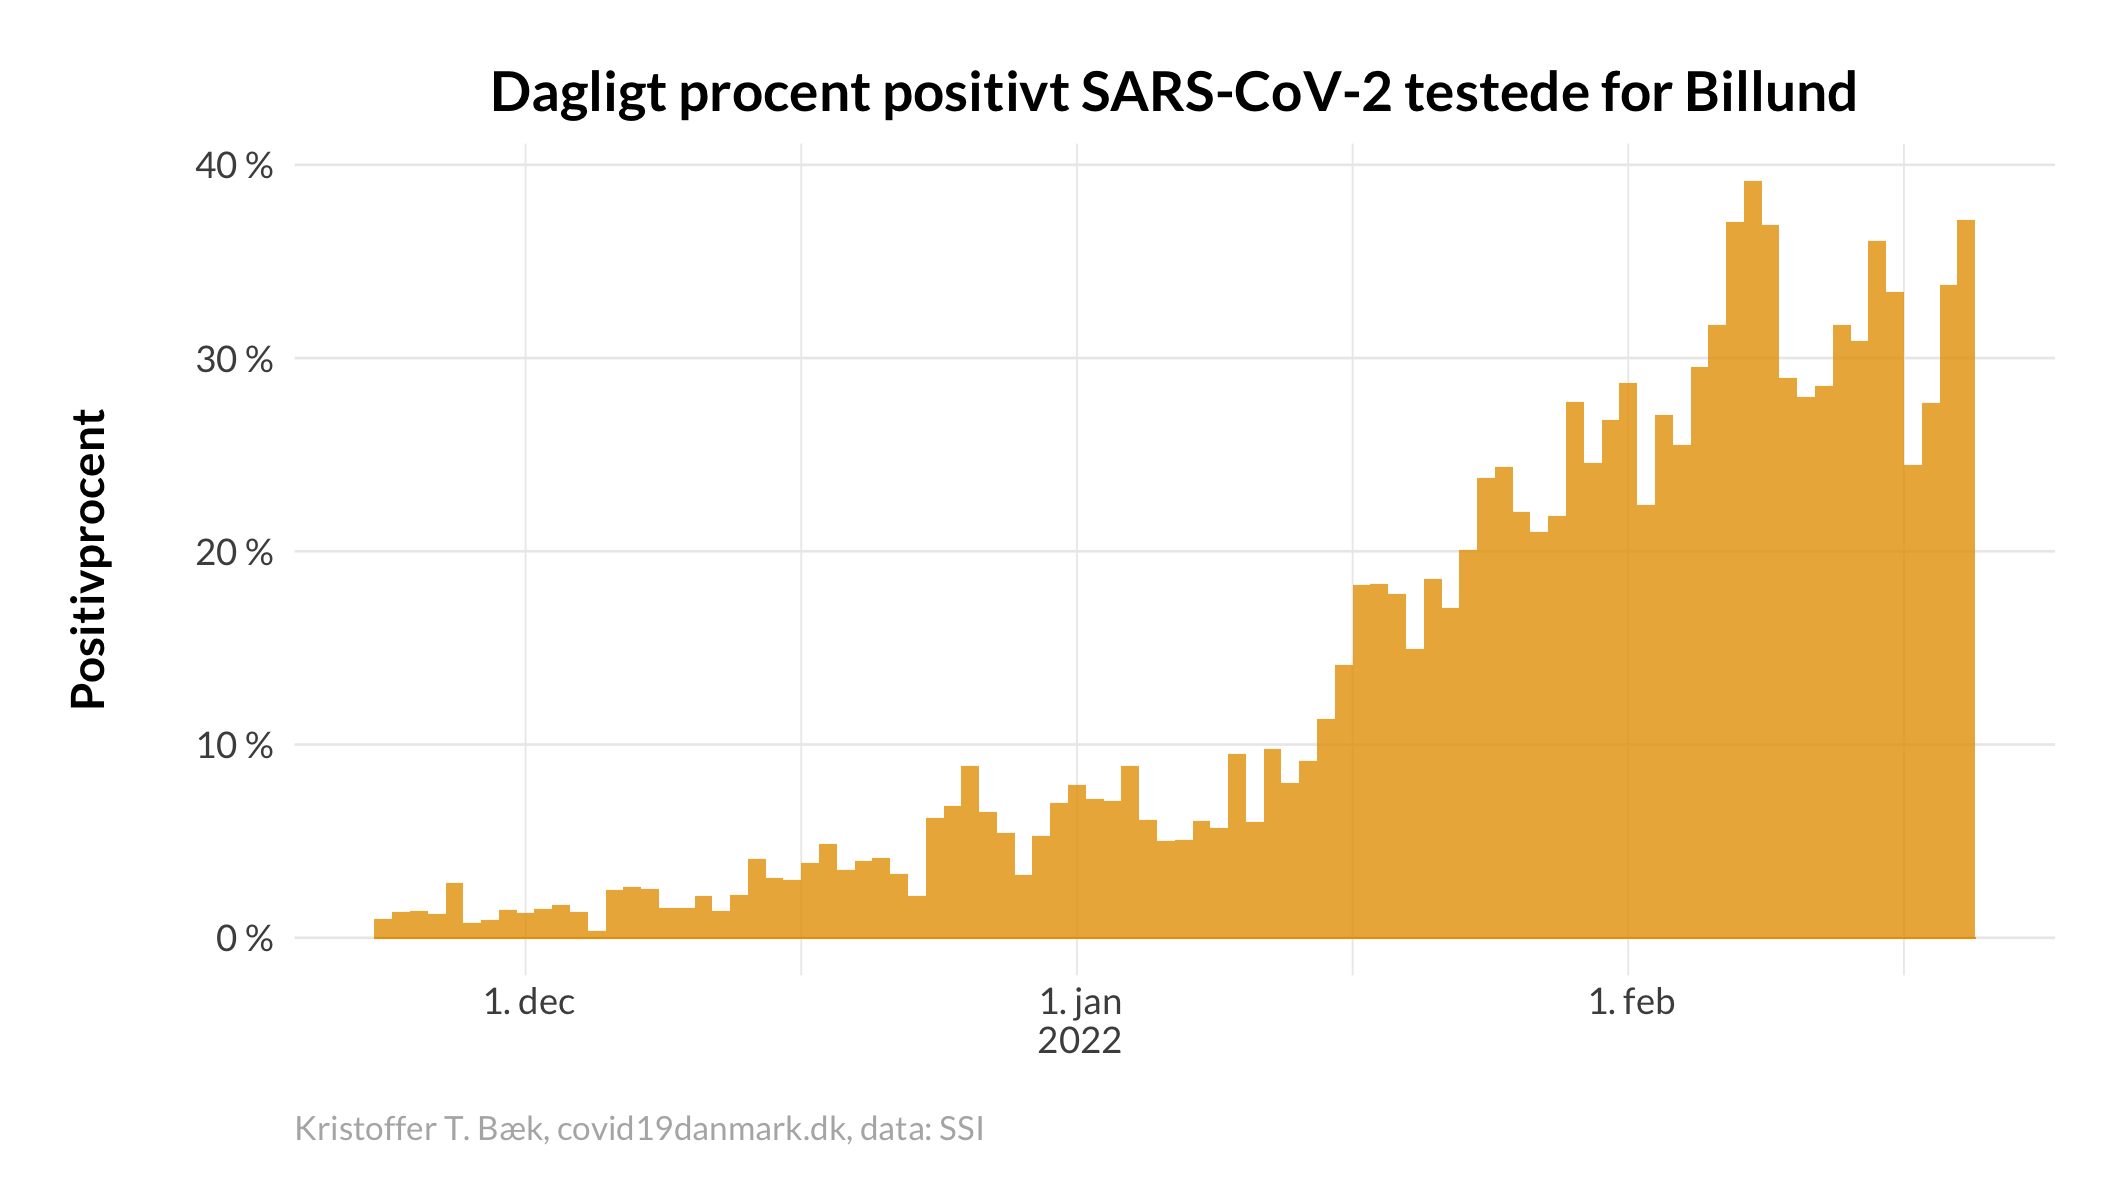 Dagligt procent positivt SARS-CoV-2 testede for Billund
Positivprocent
40 %
30 %
20 %
10 %
0 %
1. dec
1. jan
2022
1. feb
Kristoffer T. Bæk, covid19danmark.dk, data: SSI